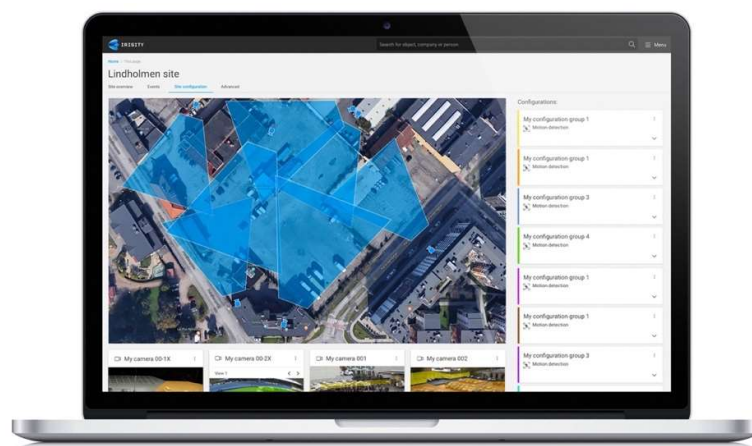 IRISITY
Search for object, company or person
Menu
Home
Lindholmen site
Site overview
Events
Site configuration
Advanced
Configurations
My configuration group 1
Motion detection
My configuration group 1
Motion detection
My configuration group 3
Motion detection
My configuration group 4
Motion detection
My configuration group 1
Motion detection
My configuration group 1
Motion detection
My configuration group 3
Motion detection
My camera 00-1X
My camera 00-2X
My camera 001
My camera 002
View 1